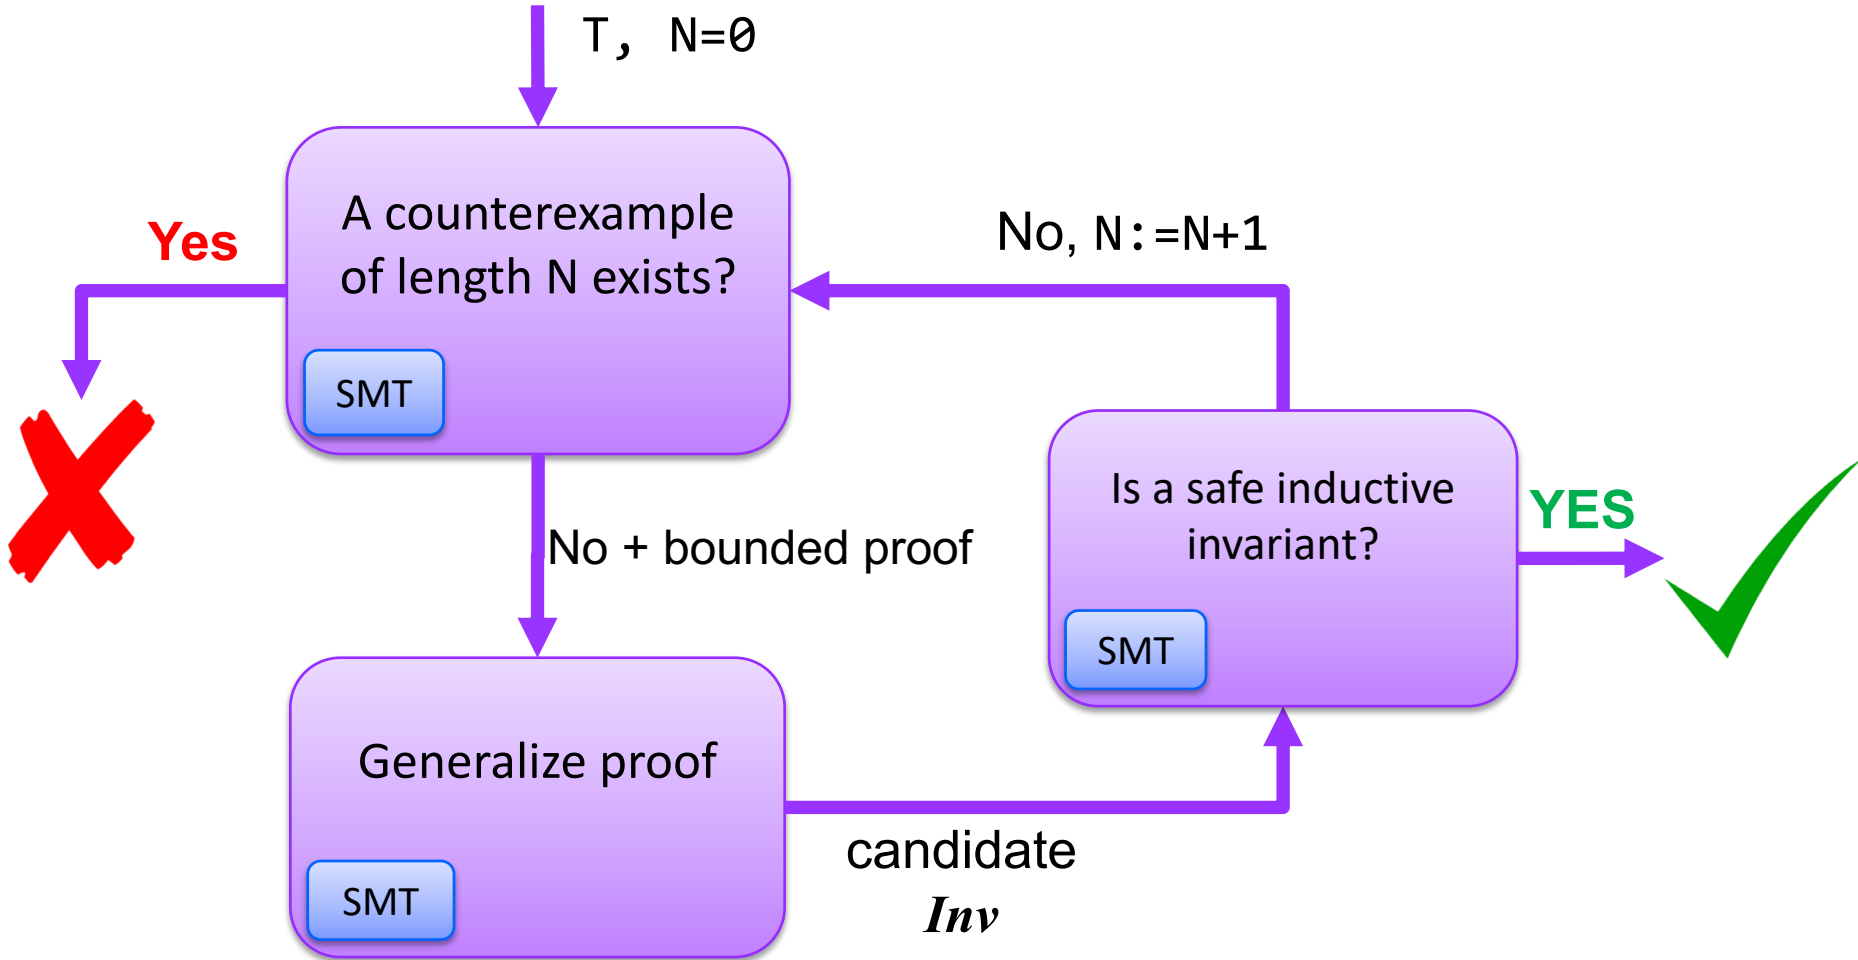 T, N=0
A counterexample
of length N exists?
SMT
Yes
No, N:=N+1
No + bounded proof
Is a safe inductive
invariant?
SMT
YES
Generalize proof
SMT
candidate
Inv